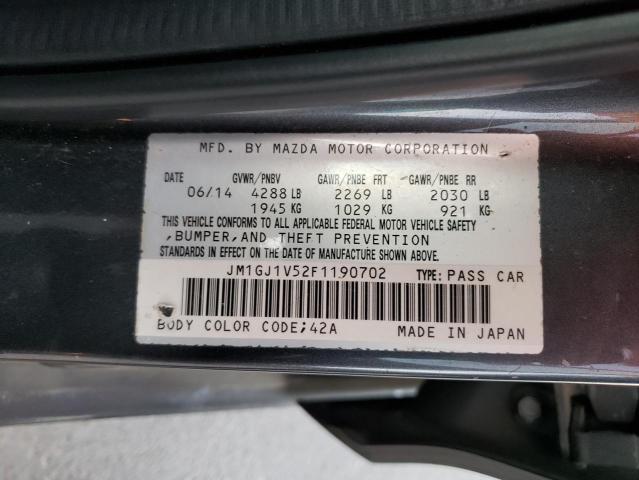 MFD. BY MAZDA MOTOR CORPORATION
DATE GVWR/PNBV GAWR/PNBE FRT GAWR/PNBE RR
06/14 4288 LB 2269 LB 2030 LB
1945 KG 1029 KG 921 KG
THIS VEHICLE CONFORMS TO ALL APPLICABLE FEDERAL MOTOR VEHICLE SAFETY
,BUMPER,AND THEFT PREVENTION
STANDARDS IN EFFECT ON THE DATE OF MANUFACTURE SHOWN ABOVE.
JM1GJ1V52F1190702 TYPE: PASS CAR
BODY COLOR CODE;42A MADE IN JAPAN